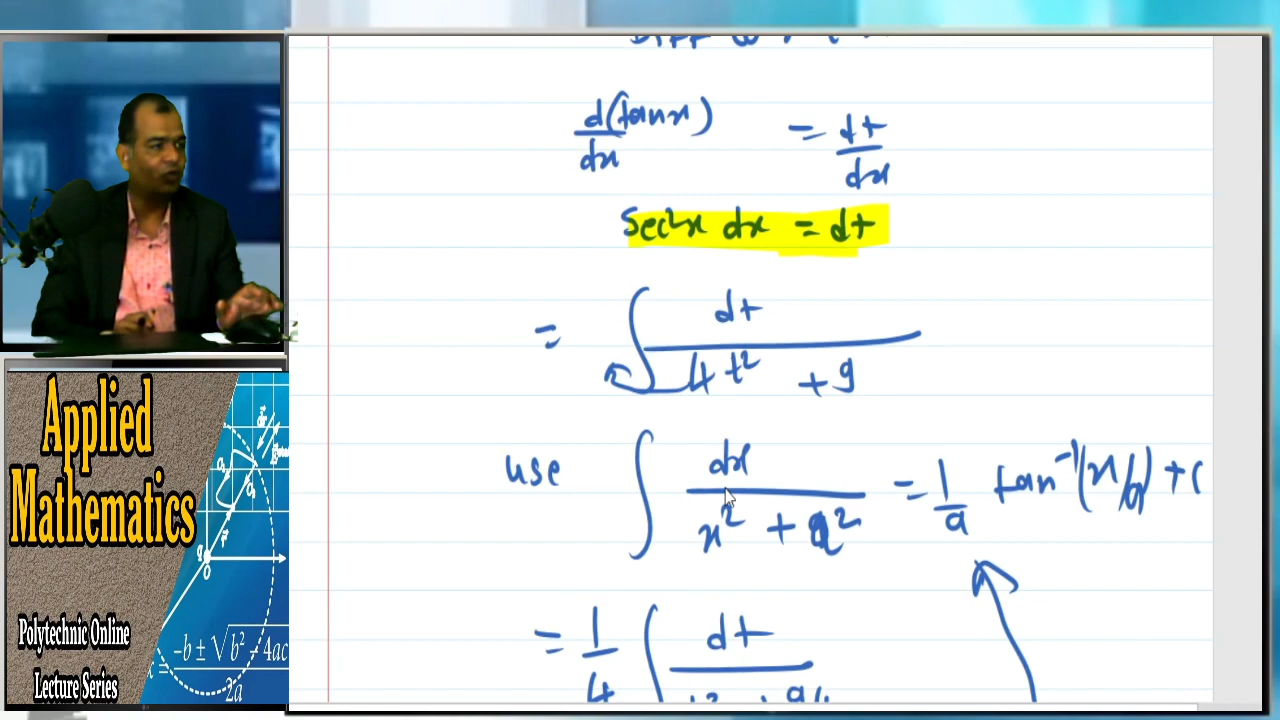 d(tanx)/dx = dt/dx
Sec²x dx = dt
= ∫ dt / 4t² + 9
use ∫ dx / x² + a² = 1/a tan⁻¹(x/a) + C
= 1/4 ∫ dt
Applied
Mathematics
Polytechnic Online
Lecture Series
-b ± √b² - 4ac
2a